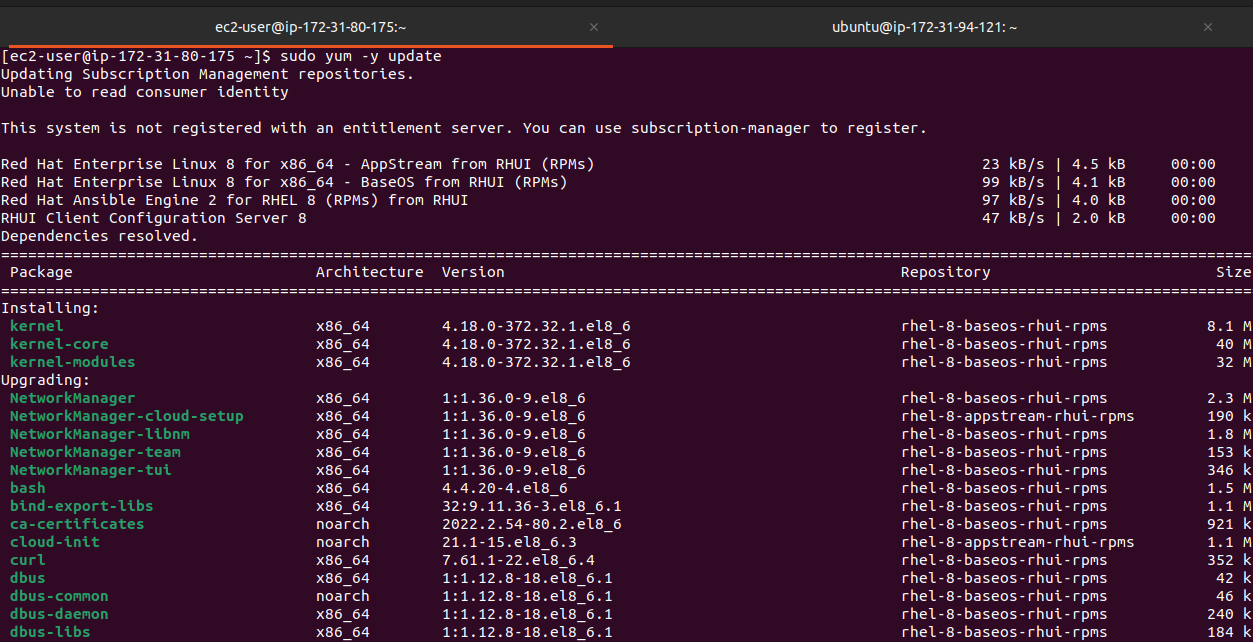 ec2-user@ip-172-31-80-175:~ × ubuntu@ip-172-31-94-121: ~ ×
[ec2-user@ip-172-31-80-175 ~]$ sudo yum -y update
Updating Subscription Management repositories.
Unable to read consumer identity
This system is not registered with an entitlement server. You can use subscription-manager to register.
Red Hat Enterprise Linux 8 for x86_64 - AppStream from RHUI (RPMs) 23 kB/s | 4.5 kB 00:00
Red Hat Enterprise Linux 8 for x86_64 - BaseOS from RHUI (RPMs) 99 kB/s | 4.1 kB 00:00
Red Hat Ansible Engine 2 for RHEL 8 (RPMs) from RHUI 97 kB/s | 4.0 kB 00:00
RHUI Client Configuration Server 8 47 kB/s | 2.0 kB 00:00
Dependencies resolved.
Package Architecture Version Repository Size
Installing:
kernel x86_64 4.18.0-372.32.1.el8_6 rhel-8-baseos-rhui-rpms 8.1 M
kernel-core x86_64 4.18.0-372.32.1.el8_6 rhel-8-baseos-rhui-rpms 40 M
kernel-modules x86_64 4.18.0-372.32.1.el8_6 rhel-8-baseos-rhui-rpms 32 M
Upgrading:
NetworkManager x86_64 1:1.36.0-9.el8_6 rhel-8-baseos-rhui-rpms 2.3 M
NetworkManager-cloud-setup x86_64 1:1.36.0-9.el8_6 rhel-8-appstream-rhui-rpms 190 k
NetworkManager-libnm x86_64 1:1.36.0-9.el8_6 rhel-8-baseos-rhui-rpms 1.8 M
NetworkManager-team x86_64 1:1.36.0-9.el8_6 rhel-8-baseos-rhui-rpms 153 k
NetworkManager-tui x86_64 1:1.36.0-9.el8_6 rhel-8-baseos-rhui-rpms 346 k
bash x86_64 4.4.20-4.el8_6 rhel-8-baseos-rhui-rpms 1.5 M
bind-export-libs x86_64 32:9.11.36-3.el8_6.1 rhel-8-baseos-rhui-rpms 1.1 M
ca-certificates noarch 2022.2.54-80.2.el8_6 rhel-8-baseos-rhui-rpms 921 k
cloud-init noarch 21.1-15.el8_6.3 rhel-8-appstream-rhui-rpms 1.1 M
curl x86_64 7.61.1-22.el8_6.4 rhel-8-baseos-rhui-rpms 352 k
dbus x86_64 1:1.12.8-18.el8_6.1 rhel-8-baseos-rhui-rpms 42 k
dbus-common noarch 1:1.12.8-18.el8_6.1 rhel-8-baseos-rhui-rpms 46 k
dbus-daemon x86_64 1:1.12.8-18.el8_6.1 rhel-8-baseos-rhui-rpms 240 k
dbus-libs x86_64 1:1.12.8-18.el8_6.1 rhel-8-baseos-rhui-rpms 184 k